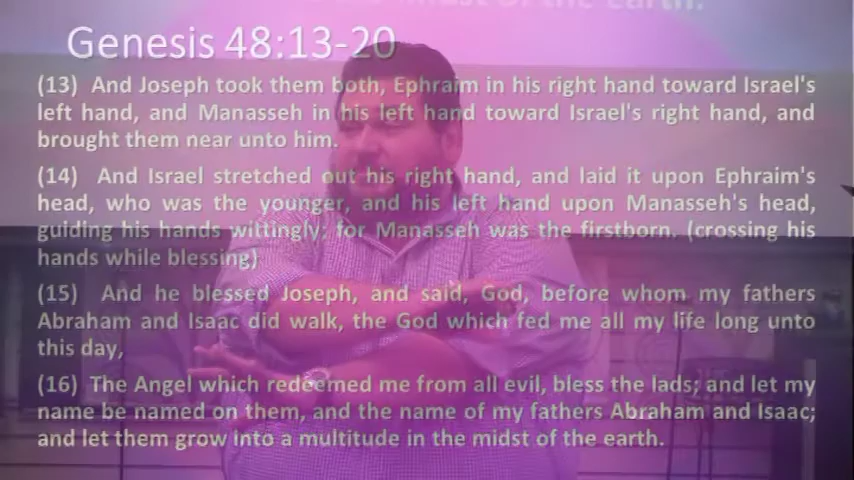 midst of the earth.
Genesis 48:13-20
(13) And Joseph took them both, Ephraim in his right hand toward Israel's
left hand, and Manasseh in his left hand toward Israel's right hand, and
brought them near unto him.
(14) And Israel stretched out his right hand, and laid it upon Ephraim's
head, who was the younger, and his left hand upon Manasseh's head,
guiding his hands wittingly; for Manasseh was the firstborn. (crossing his
hands while blessing)
(15) And he blessed Joseph, and said, God, before whom my fathers
Abraham and Isaac did walk, the God which fed me all my life long unto
this day,
(16) The Angel which redeemed me from all evil, bless the lads; and let my
name be named on them, and the name of my fathers Abraham and Isaac;
and let them grow into a multitude in the midst of the earth.